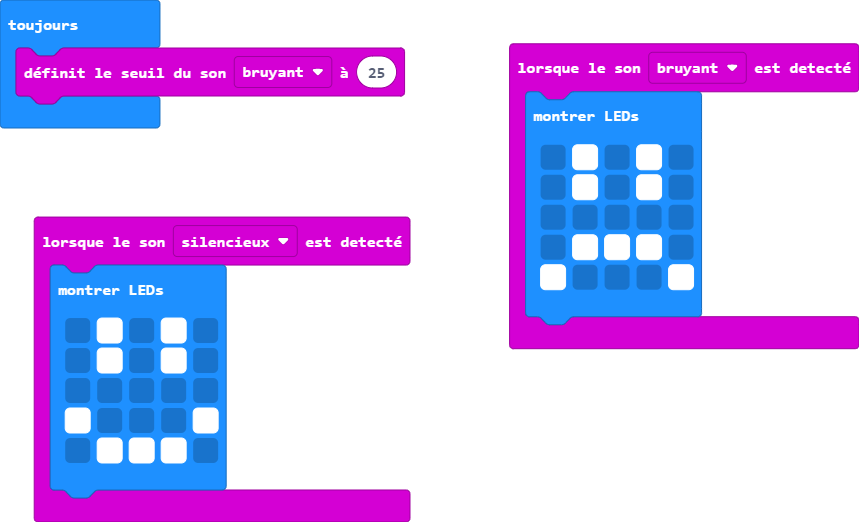 toujours
définit le seuil du son bruyant à 25
lorsque le son bruyant est detecté
montrer LEDs
lorsque le son silencieux est detecté
montrer LEDs